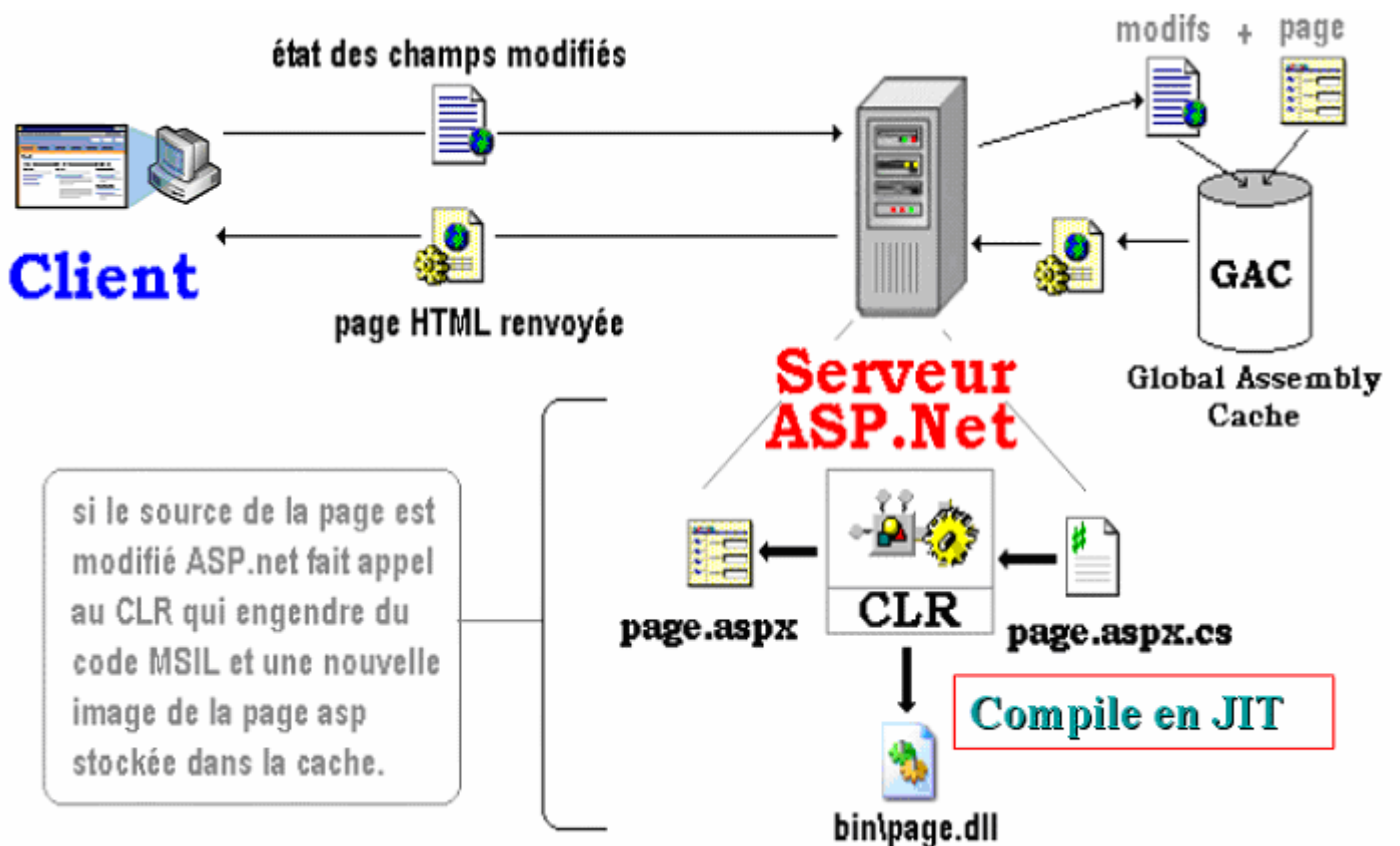 état des champs modifiés
modifs + page
Client
page HTML renvoyée
GAC
Global Assembly
Cache
Serveur
ASP.Net
si le source de la page est
modifié ASP.net fait appel
au CLR qui engendre du
code MSIL et une nouvelle
image de la page asp
stockée dans la cache.
page.aspx
CLR
page.aspx.cs
Compile en JIT
bin\page.dll